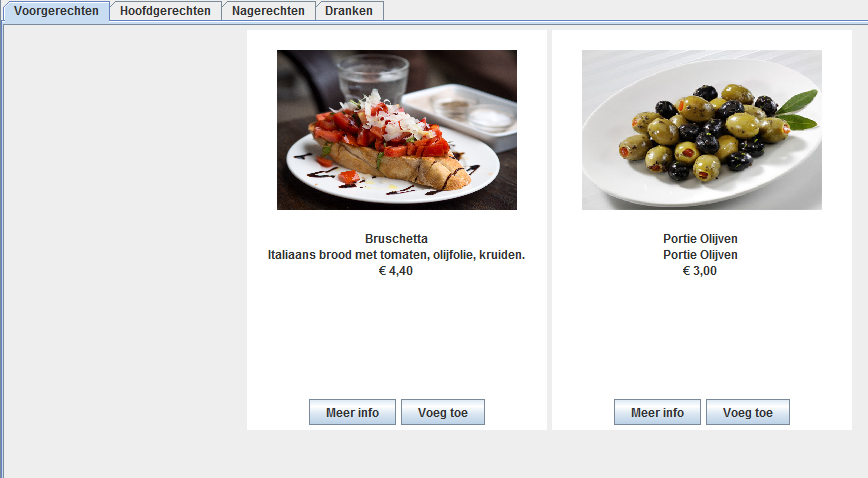 Voorgerechten Hoofdgerechten Nagerechten Dranken
Bruschetta
Italiaans brood met tomaten, olijfolie, kruiden.
€ 4,40
Meer info Voeg toe
Portie Olijven
Portie Olijven
€ 3,00
Meer info Voeg toe